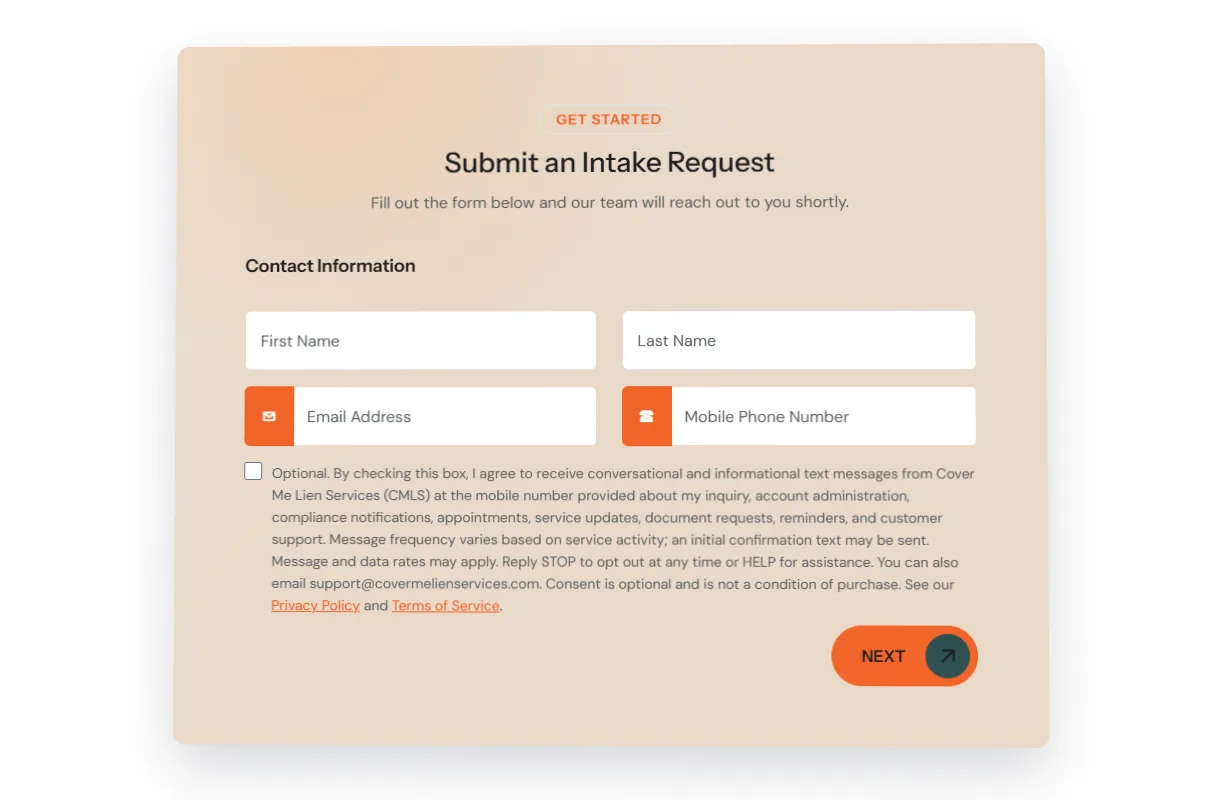 GET STARTED
Submit an Intake Request
Fill out the form below and our team will reach out to you shortly.
Contact Information
First Name
Last Name
Email Address
Mobile Phone Number
Optional. By checking this box, I agree to receive conversational and informational text messages from Cover
Me Lien Services (CMLS) at the mobile number provided about my inquiry, account administration,
compliance notifications, appointments, service updates, document requests, reminders, and customer
support. Message frequency varies based on service activity; an initial confirmation text may be sent.
Message and data rates may apply. Reply STOP to opt out at any time or HELP for assistance. You can also
email support@covermelienservices.com. Consent is optional and is not a condition of purchase. See our
Privacy Policy and Terms of Service.
NEXT